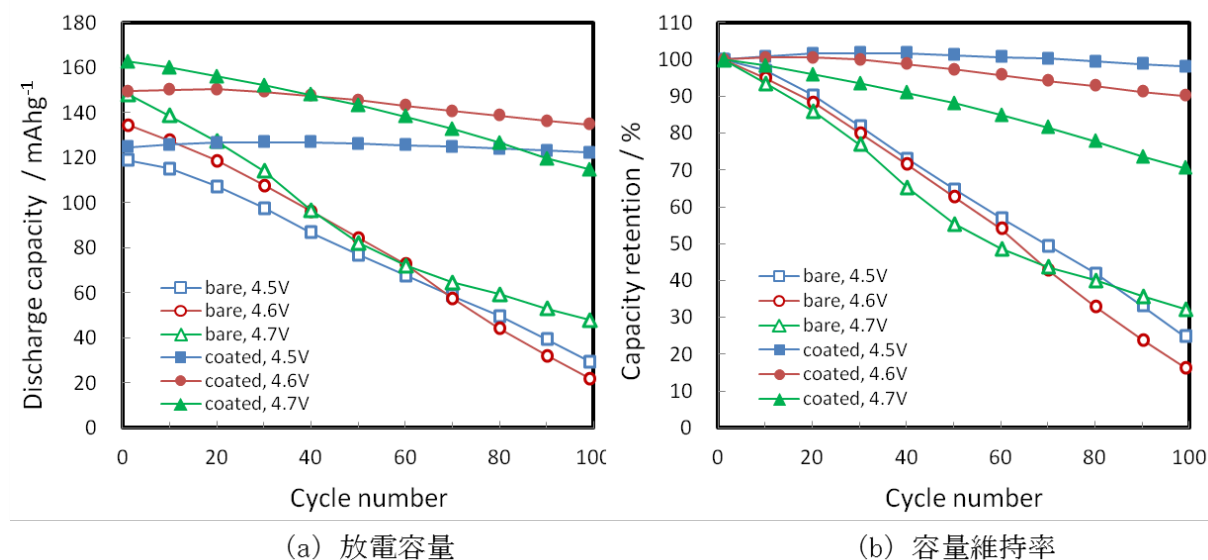 180
160
140
120
100
80
60
40
20
0
Discharge capacity / mAhg⁻¹
bare, 4.5V
bare, 4.6V
bare, 4.7V
coated, 4.5V
coated, 4.6V
coated, 4.7V
0 20 40 60 80 100
Cycle number
(a) 放電容量
110
100
90
80
70
60
50
40
30
20
10
0
Capacity retention / %
bare, 4.5V
bare, 4.6V
bare, 4.7V
coated, 4.5V
coated, 4.6V
coated, 4.7V
0 20 40 60 80 100
Cycle number
(b) 容量維持率